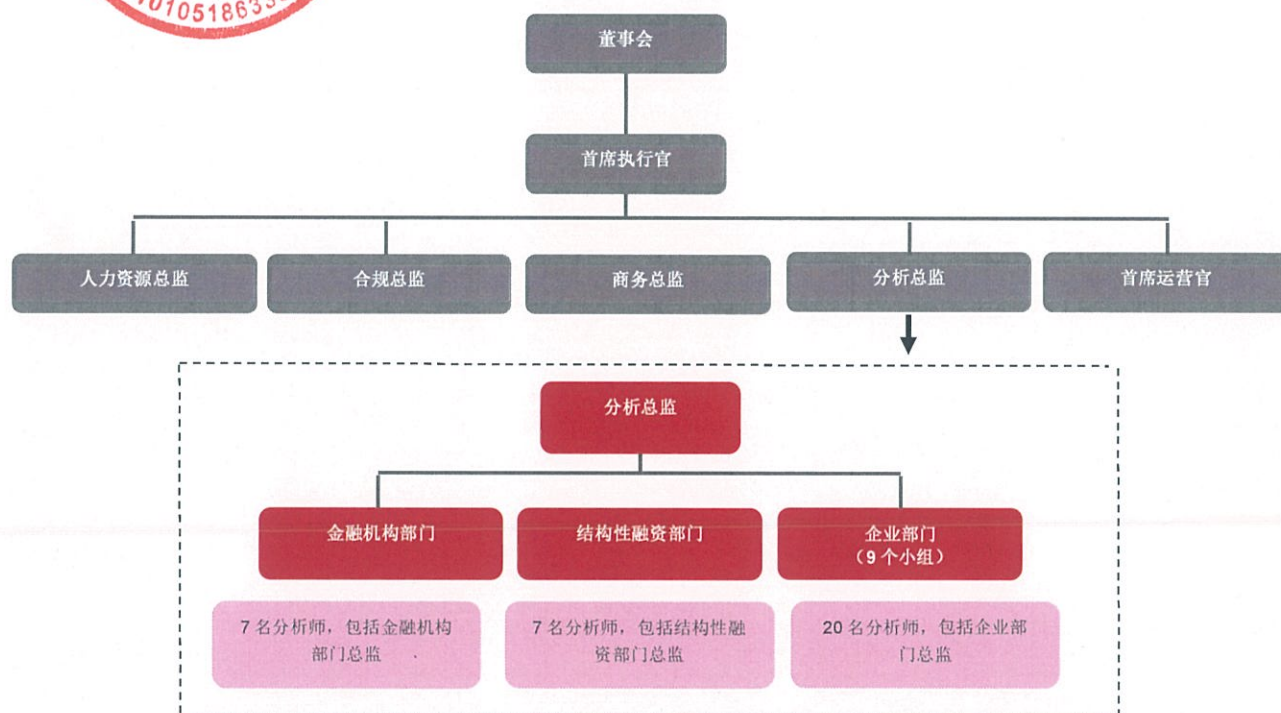 董事会
首席执行官
人力资源总监
合规总监
商务总监
分析总监
首席运营官
分析总监
金融机构部门
结构性融资部门
企业部门
（9 个小组）
7 名分析师，包括金融机构
部门总监
7 名分析师，包括结构性融
资部门总监
20 名分析师，包括企业部
门总监